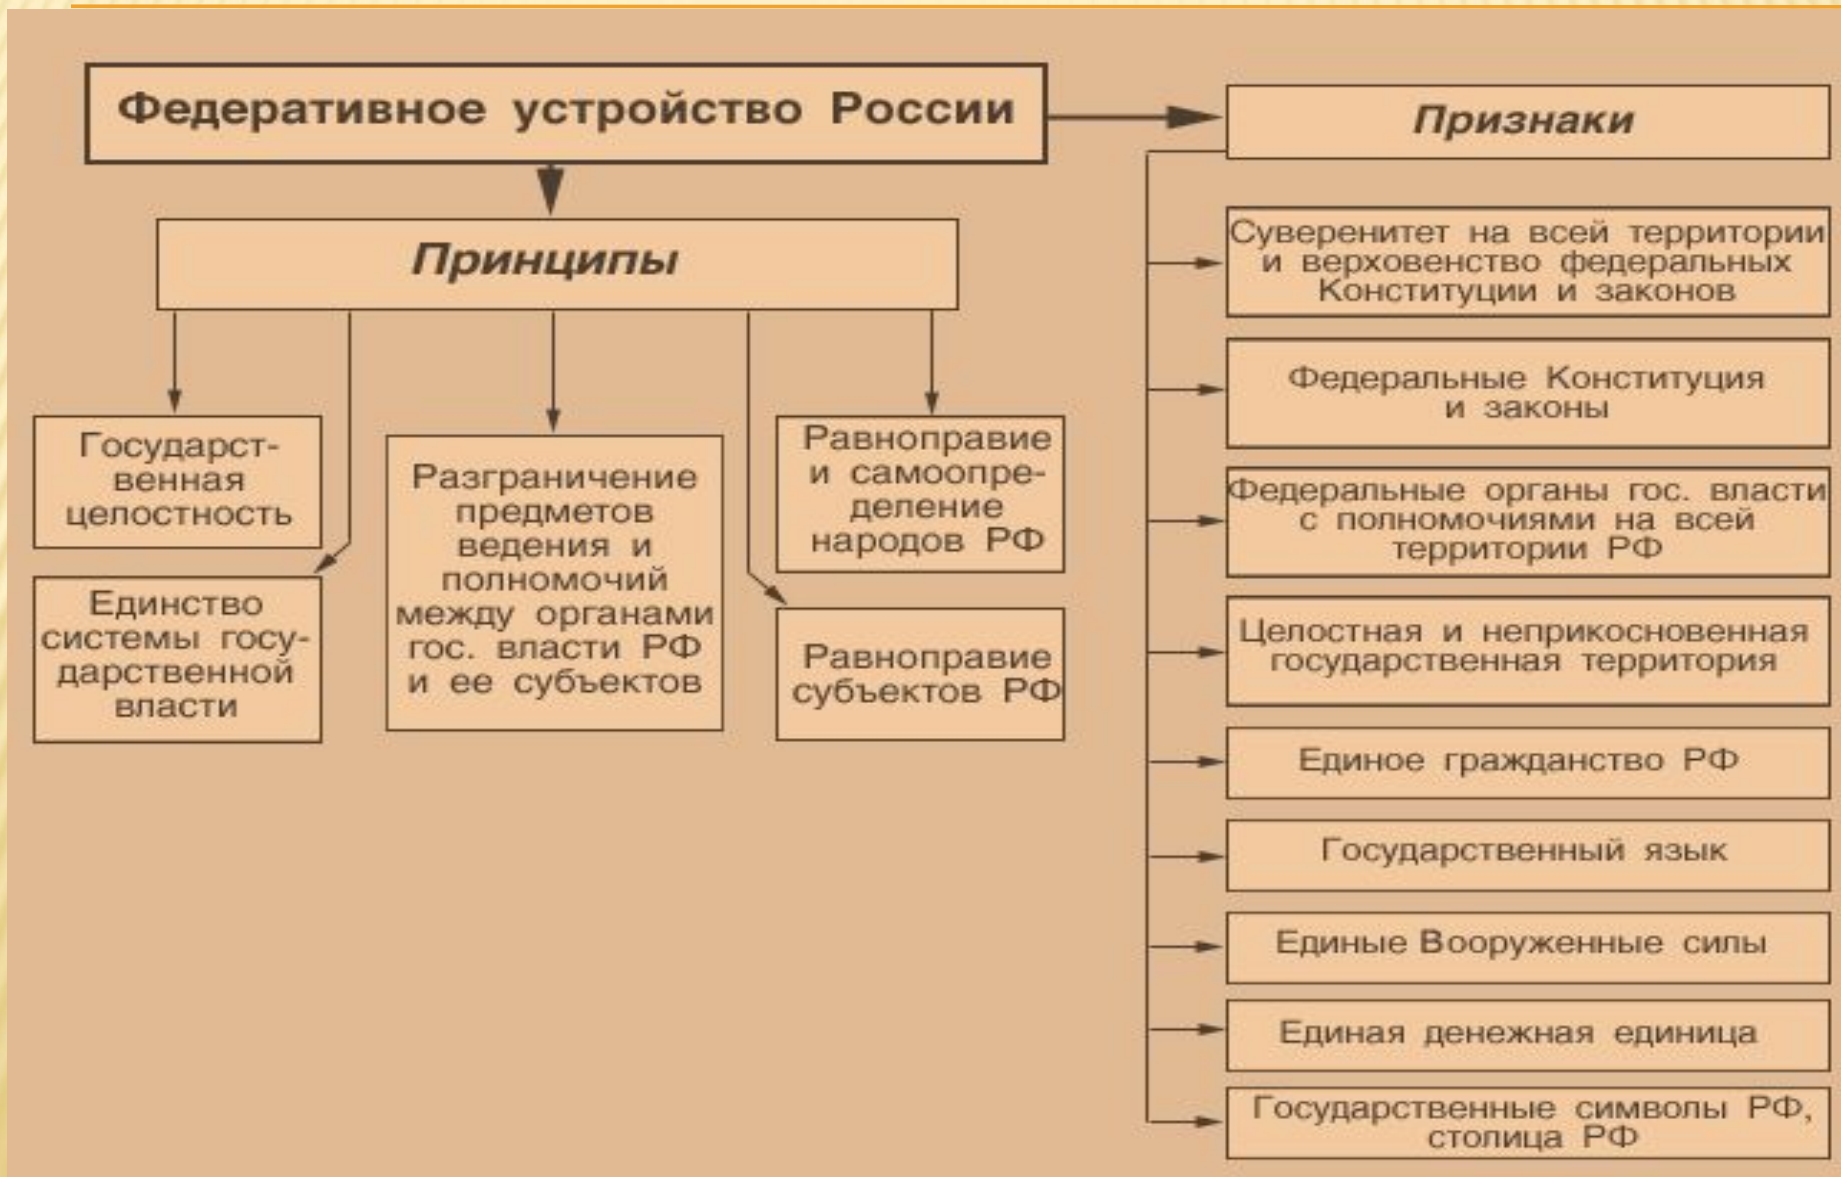 Федеративное устройство России
Принципы
Государст-
венная
целостность
Единство
системы госу-
дарственной
власти
Разграничение
предметов
ведения и
полномочий
между органами
гос. власти РФ
и ее субъектов
Равноправие
и самоопре-
деление
народов РФ
Равноправие
субъектов РФ
Признаки
Суверенитет на всей территории
и верховенство федеральных
Конституции и законов
Федеральные Конституция
и законы
Федеральные органы гос. власти
с полномочиями на всей
территории РФ
Целостная и неприкосновенная
государственная территория
Единое гражданство РФ
Государственный язык
Единые Вооруженные силы
Единая денежная единица
Государственные символы РФ,
столица РФ